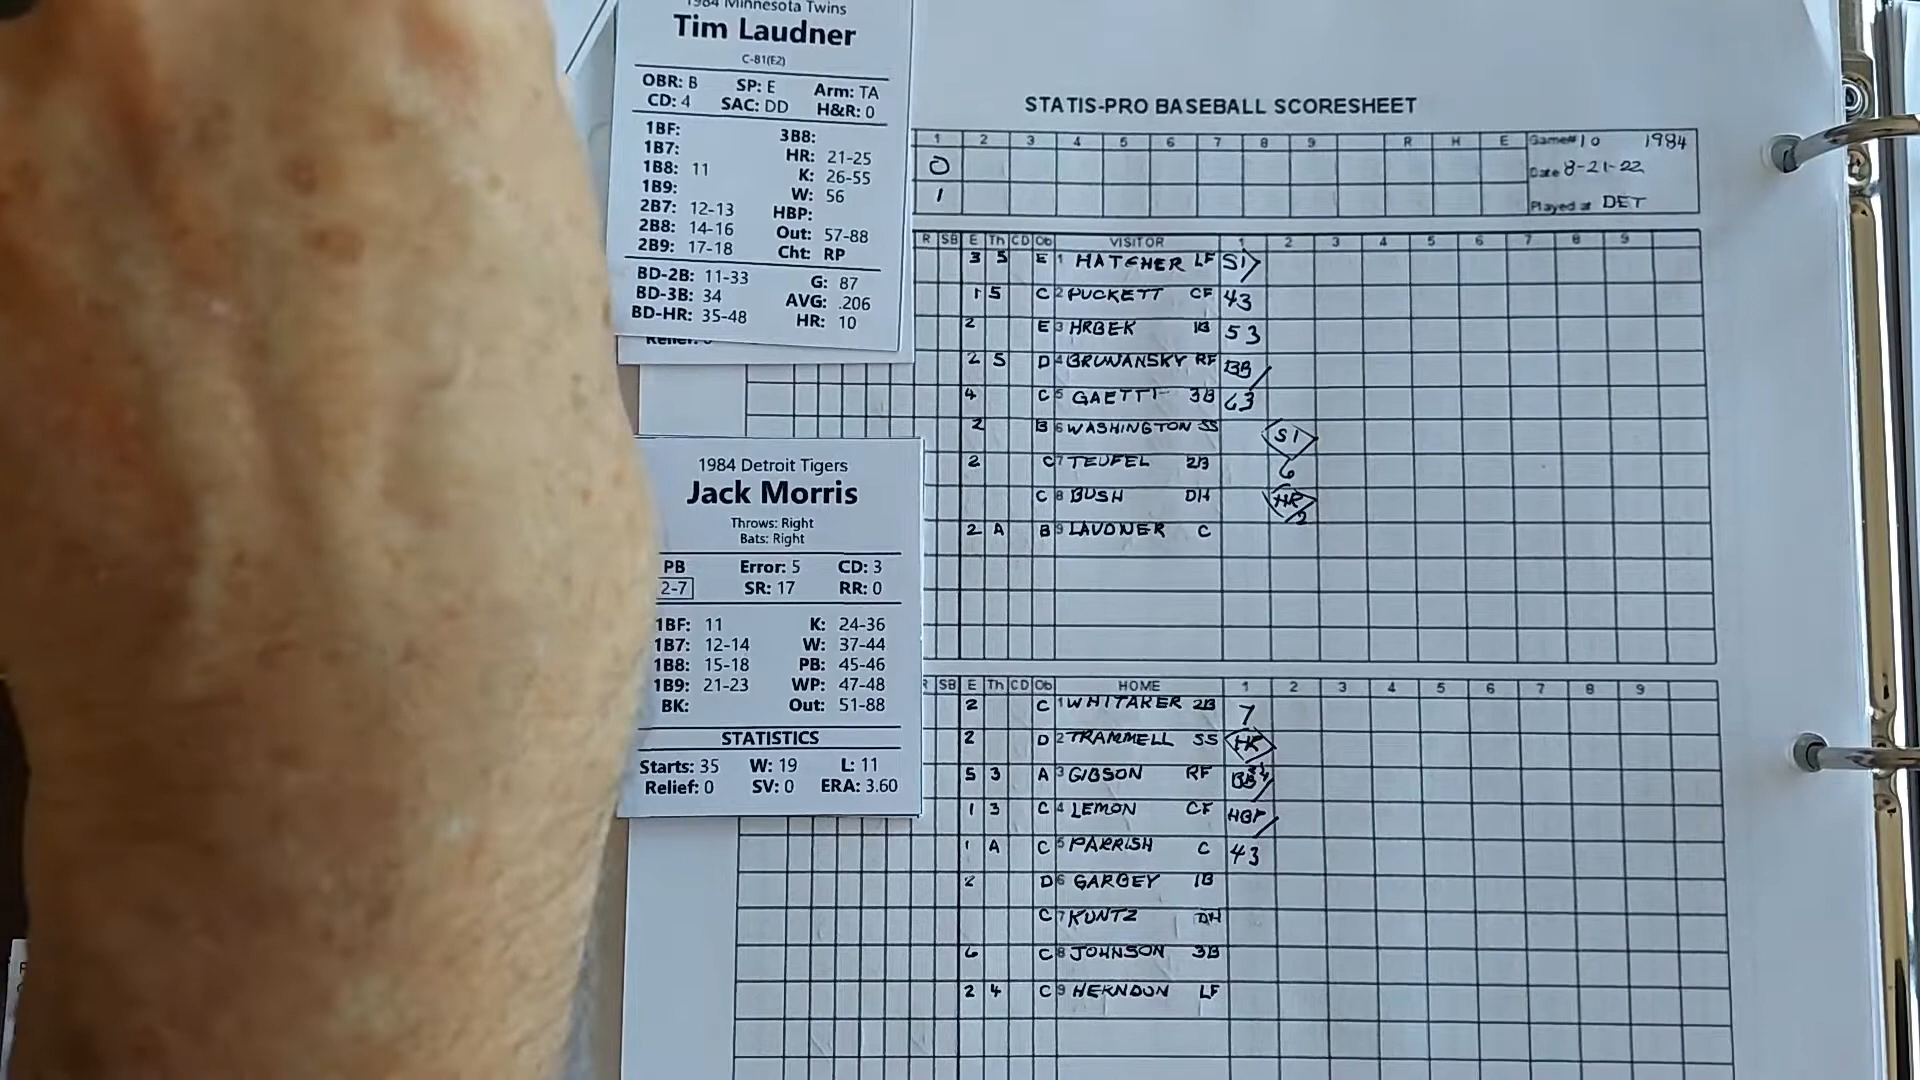 1984 Minnesota Twins
Tim Laudner
C-81(E2)
OBR: B SP: E Arm: TA
CD: 4 SAC: DD H&R: 0
1BF: 3B8:
1B7: HR: 21-25
1B8: 11 K: 26-55
1B9: W: 56
2B7: 12-13 HBP:
2B8: 14-16 Out: 57-88
2B9: 17-18 Cht: RP
BD-2B: 11-33 G: 87
BD-3B: 34 AVG: .206
BD-HR: 35-48 HR: 10
1984 Detroit Tigers
Jack Morris
Throws: Right
Bats: Right
PB Error: 5 CD: 3
2-7 SR: 17 RR: 0
1BF: 11 K: 24-36
1B7: 12-14 W: 37-44
1B8: 15-18 PB: 45-46
1B9: 21-23 WP: 47-48
BK: Out: 51-88
STATISTICS
Starts: 35 W: 19 L: 11
Relief: 0 SV: 0 ERA: 3.60
STATIS-PRO BASEBALL SCORESHEET
1 2 3 4 5 6 7 8 9 R H E Game# 10 1984
0 Date 8-21-22
1 Played at DET
R SB E Th CD Ob VISITOR 1 2 3 4 5 6 7 8 9
3 5 E 1 HATCHER LF S1
1 5 C 2 PUCKETT CF 43
2 E 3 HRBEK 1B 53
2 5 D 4 BRUNANSKY RF BB
4 C 5 GAETTI 3B 63
2 B 6 WASHINGTON SS S1
2 C 7 TEUFEL 2B 6
C 8 BUSH DH HR 2
2 A B 9 LAUDNER C
R SB E Th CD Ob HOME 1 2 3 4 5 6 7 8 9
2 C 1 WHITAKER 2B 7
2 D 2 TRAMMELL SS HR
5 3 A 3 GIBSON RF BB
1 3 C 4 LEMON CF HBP
1 A C 5 PARRISH C 43
2 D 6 GARBEY 1B
C 7 KUNTZ DH
6 C 8 JOHNSON 3B
2 4 C 9 HERNDON LF